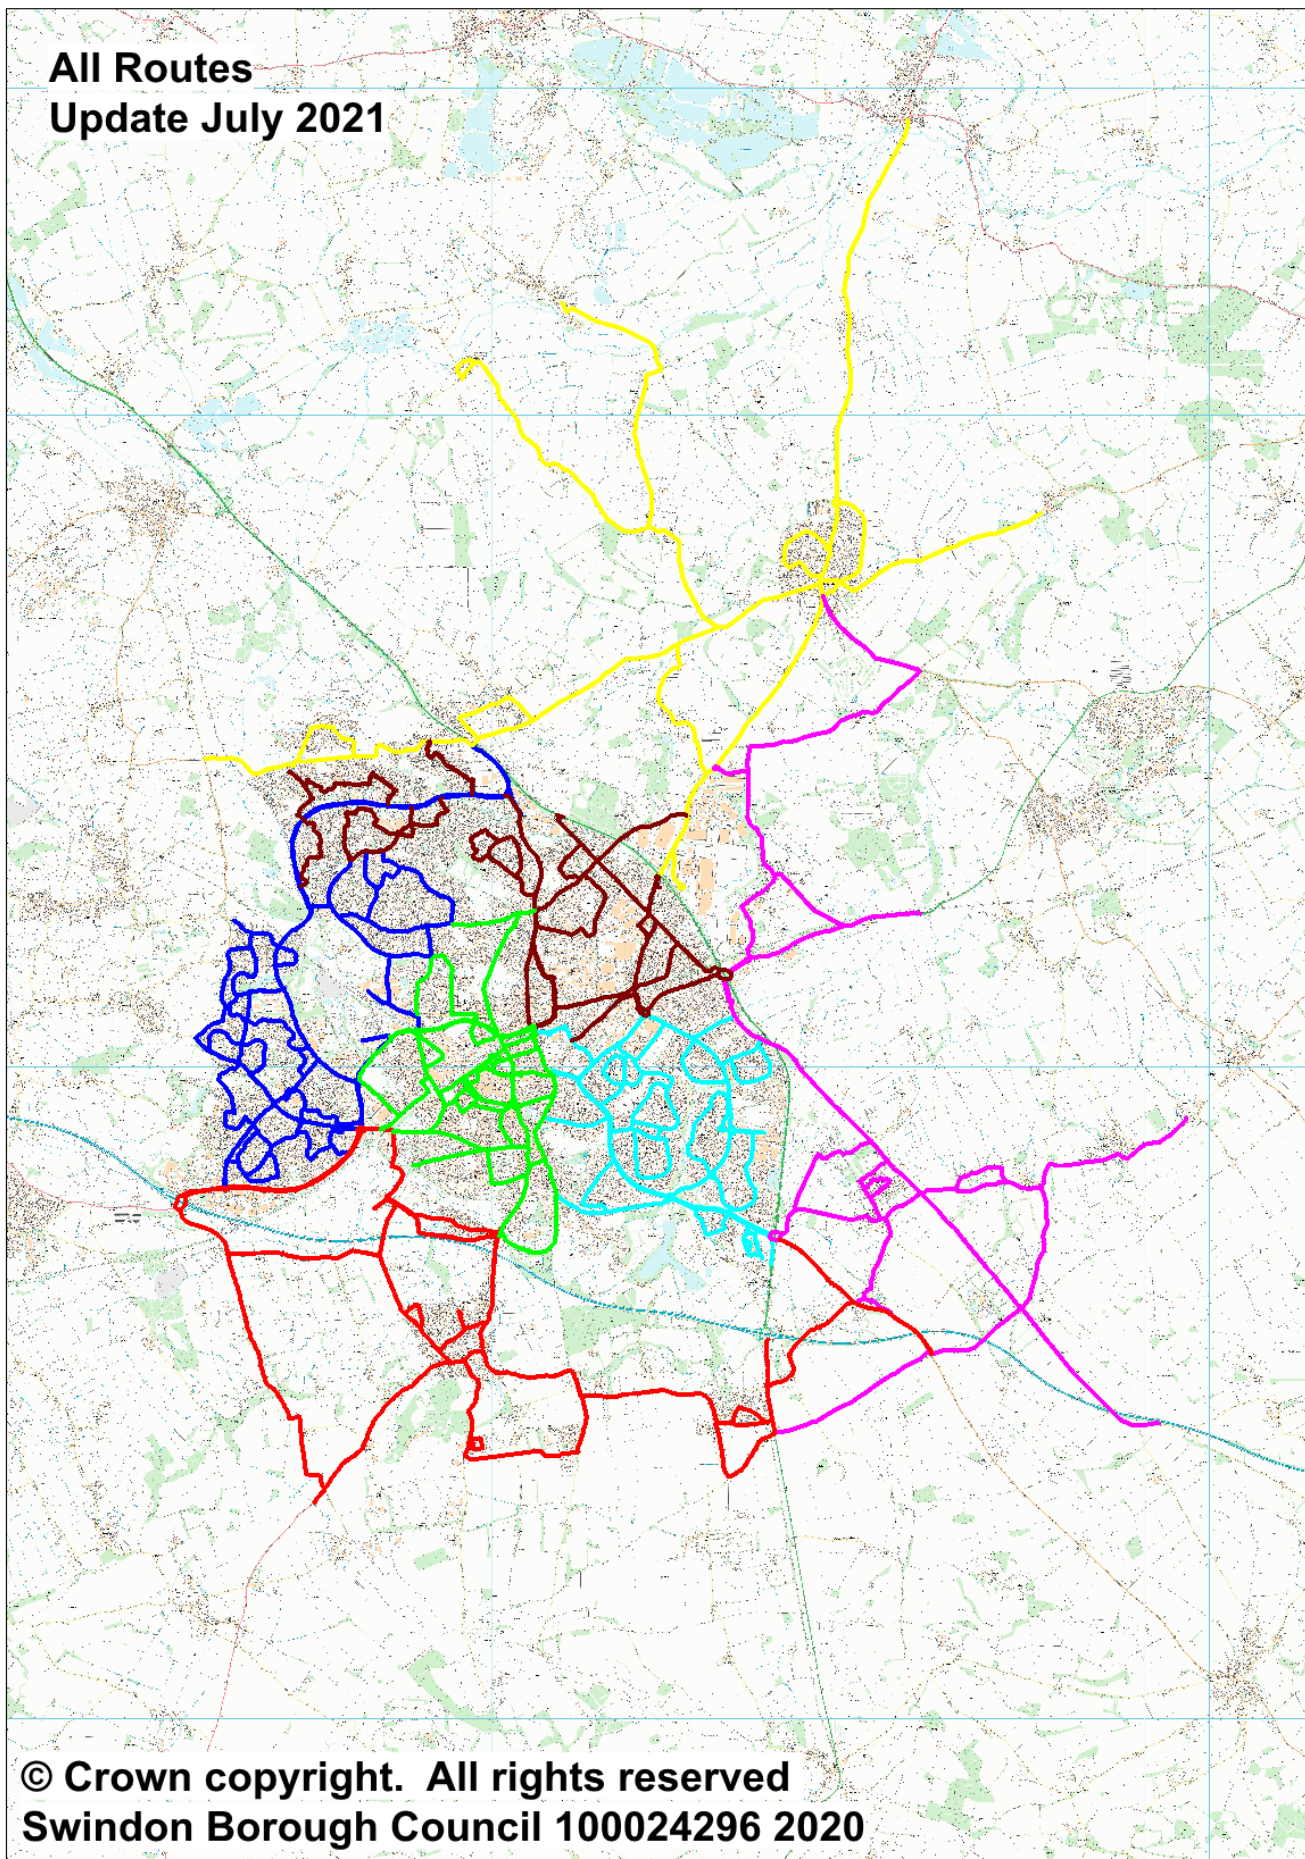 All Routes
Update July 2021
© Crown copyright. All rights reserved
Swindon Borough Council 100024296 2020